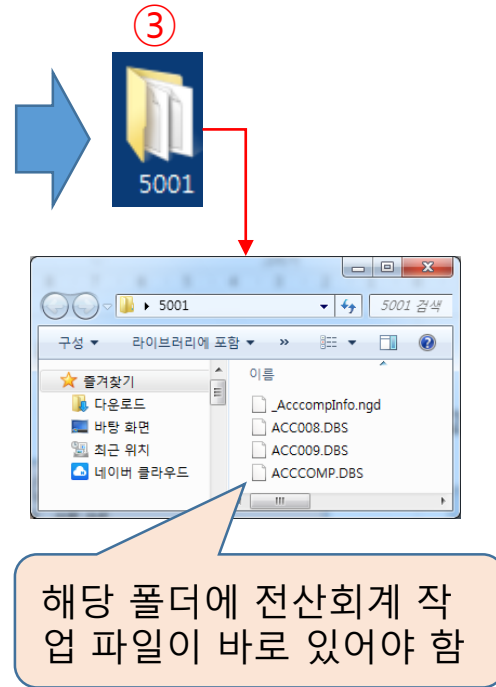 ③
5001
▸ 5001
5001 검색
구성 ▼ 라이브러리에 포함 ▼ »
즐겨찾기
다운로드
바탕 화면
최근 위치
네이버 클라우드
이름
_AcccompInfo.ngd
ACC008.DBS
ACC009.DBS
ACCCOMP.DBS
해당 폴더에 전산회계 작
업 파일이 바로 있어야 함